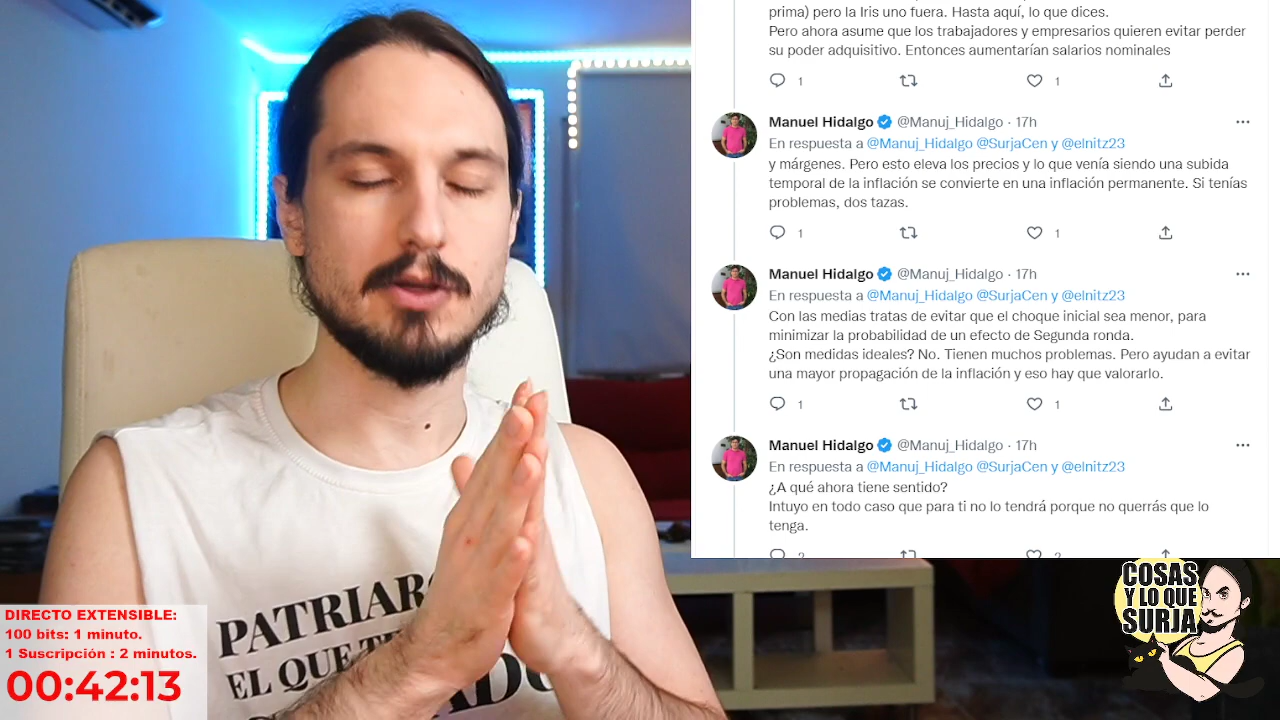 prima) pero la Iris uno fuera. Hasta aquí, lo que dices.
Pero ahora asume que los trabajadores y empresarios quieren evitar perder
su poder adquisitivo. Entonces aumentarían salarios nominales
1
1
Manuel Hidalgo @Manuj_Hidalgo · 17h
En respuesta a @Manuj_Hidalgo @SurjaCen y @elnitz23
y márgenes. Pero esto eleva los precios y lo que venía siendo una subida
temporal de la inflación se convierte en una inflación permanente. Si tenías
problemas, dos tazas.
1
1
Manuel Hidalgo @Manuj_Hidalgo · 17h
En respuesta a @Manuj_Hidalgo @SurjaCen y @elnitz23
Con las medias tratas de evitar que el choque inicial sea menor, para
minimizar la probabilidad de un efecto de Segunda ronda.
¿Son medidas ideales? No. Tienen muchos problemas. Pero ayudan a evitar
una mayor propagación de la inflación y eso hay que valorarlo.
1
1
Manuel Hidalgo @Manuj_Hidalgo · 17h
En respuesta a @Manuj_Hidalgo @SurjaCen y @elnitz23
¿A qué ahora tiene sentido?
Intuyo en todo caso que para ti no lo tendrá porque no querrás que lo
tenga.
COSAS
Y LO QUE
SURJA
PATRIAR
EL QUE
DIRECTO EXTENSIBLE:
100 bits: 1 minuto.
1 Suscripción : 2 minutos.
00:42:13